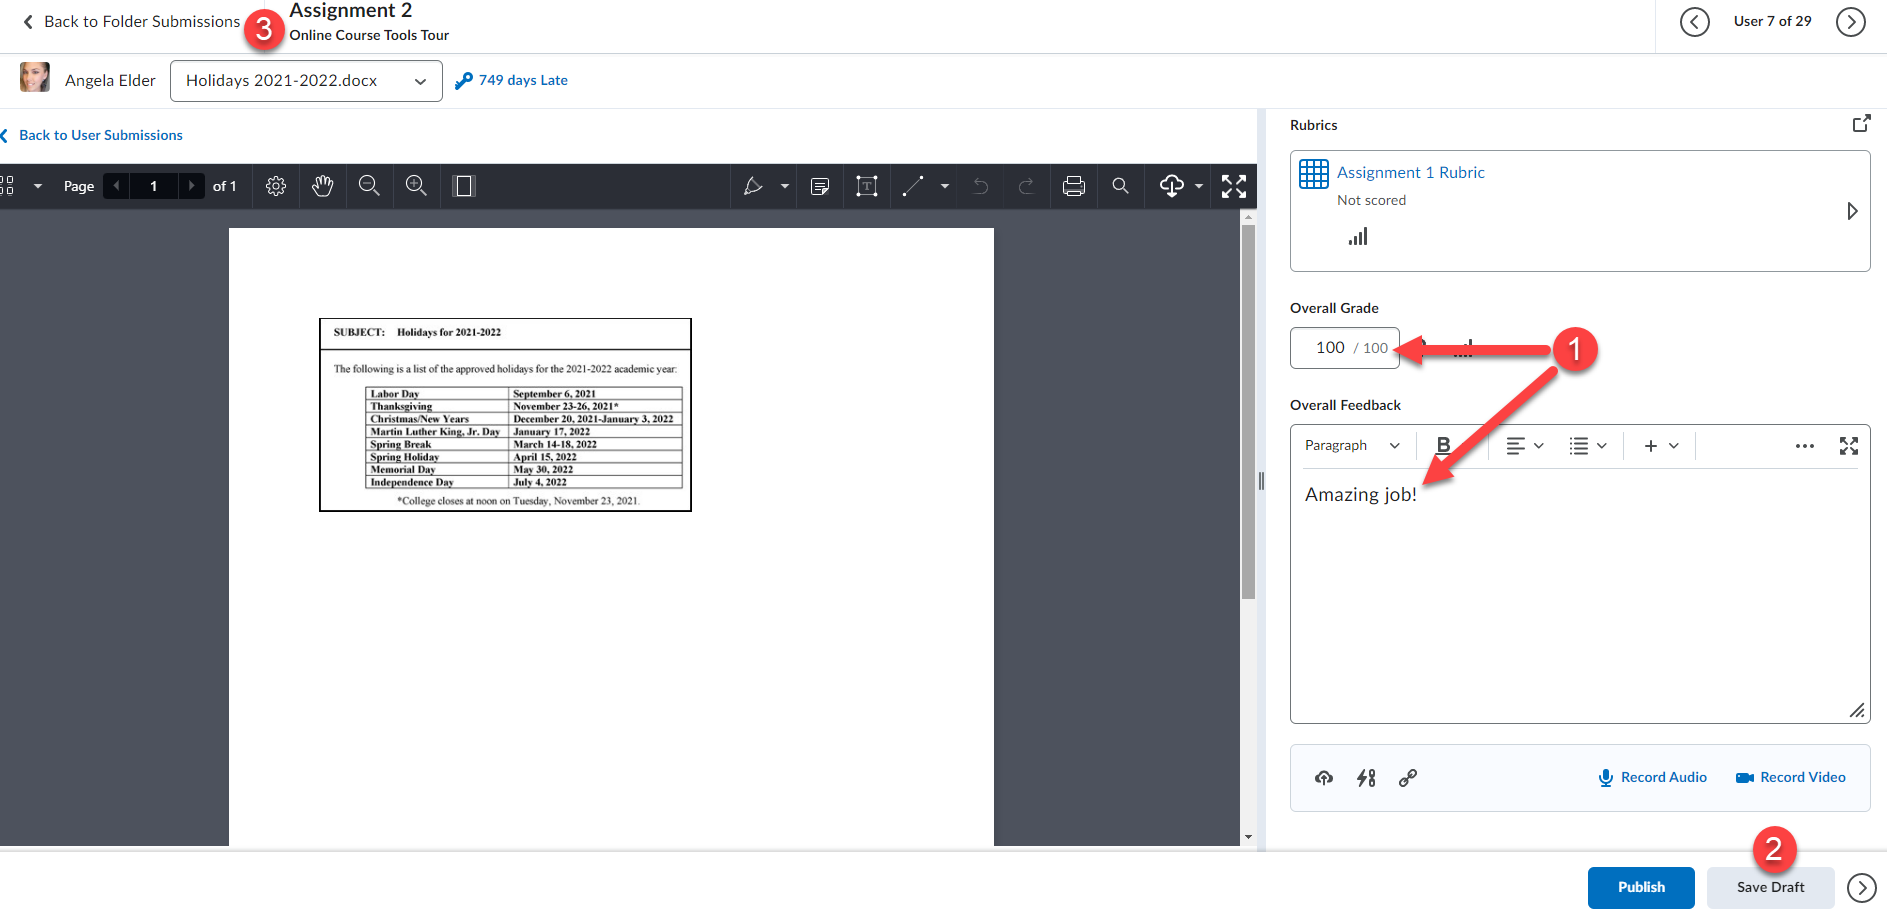 Back to Folder Submissions
3
Assignment 2
Online Course Tools Tour
User 7 of 29
Angela Elder
Holidays 2021-2022.docx
749 days Late
Back to User Submissions
Page 1 of 1
SUBJECT: Holidays for 2021-2022
The following is a list of the approved holidays for the 2021-2022 academic year:
Labor Day September 6, 2021
Thanksgiving November 23-26, 2021*
Christmas/New Years December 20, 2021-January 3, 2022
Martin Luther King, Jr. Day January 17, 2022
Spring Break March 14-18, 2022
Spring Holiday April 15, 2022
Memorial Day May 30, 2022
Independence Day July 4, 2022
*College closes at noon on Tuesday, November 23, 2021.
Rubrics
Assignment 1 Rubric
Not scored
Overall Grade
100 / 100
1
Overall Feedback
Paragraph B
Amazing job!
Record Audio Record Video
2
Publish Save Draft